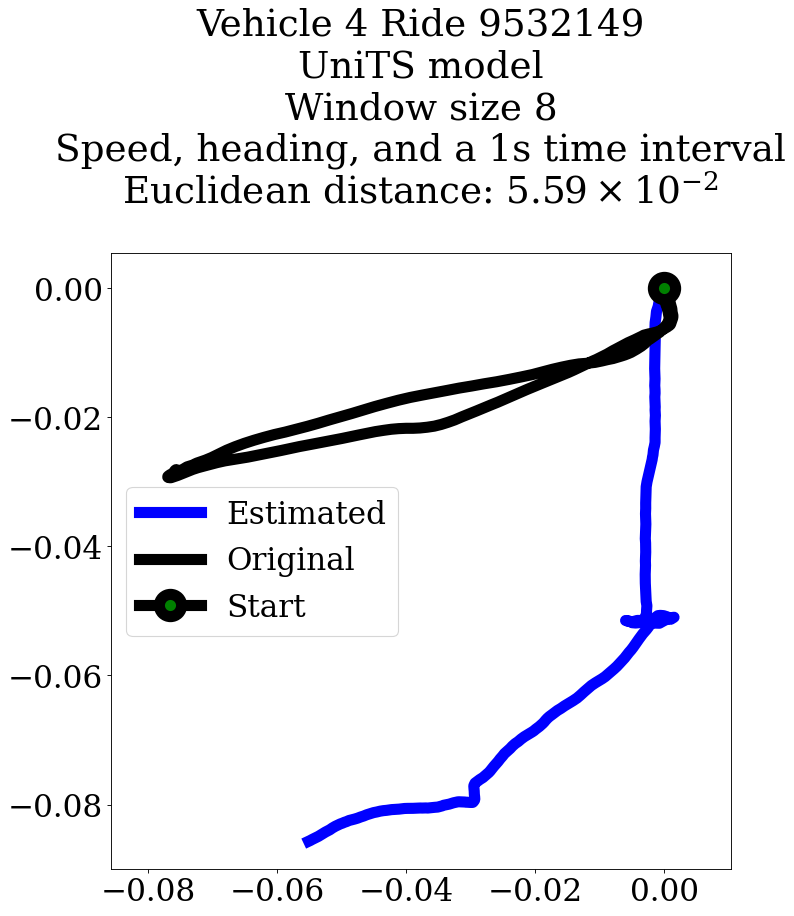 Vehicle 4 Ride 9532149
UniTS model
Window size 8
Speed, heading, and a 1s time interval
Euclidean distance: 5.59 × 10⁻²
0.00
−0.02
−0.04
−0.06
−0.08
Estimated
Original
Start
−0.08 −0.06 −0.04 −0.02 0.00